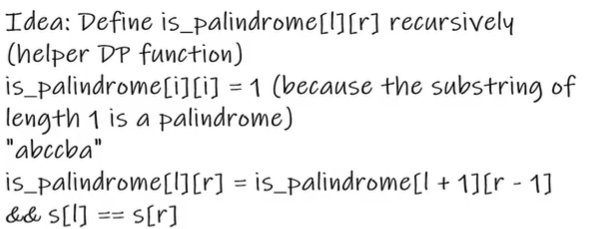 Idea: Define is_palindrome[l][r] recursively
(helper DP function)
is_palindrome[i][i] = 1 (because the substring of
length 1 is a palindrome)
"abccba"
is_palindrome[l][r] = is_palindrome[l + 1][r - 1]
&& s[l] == s[r]